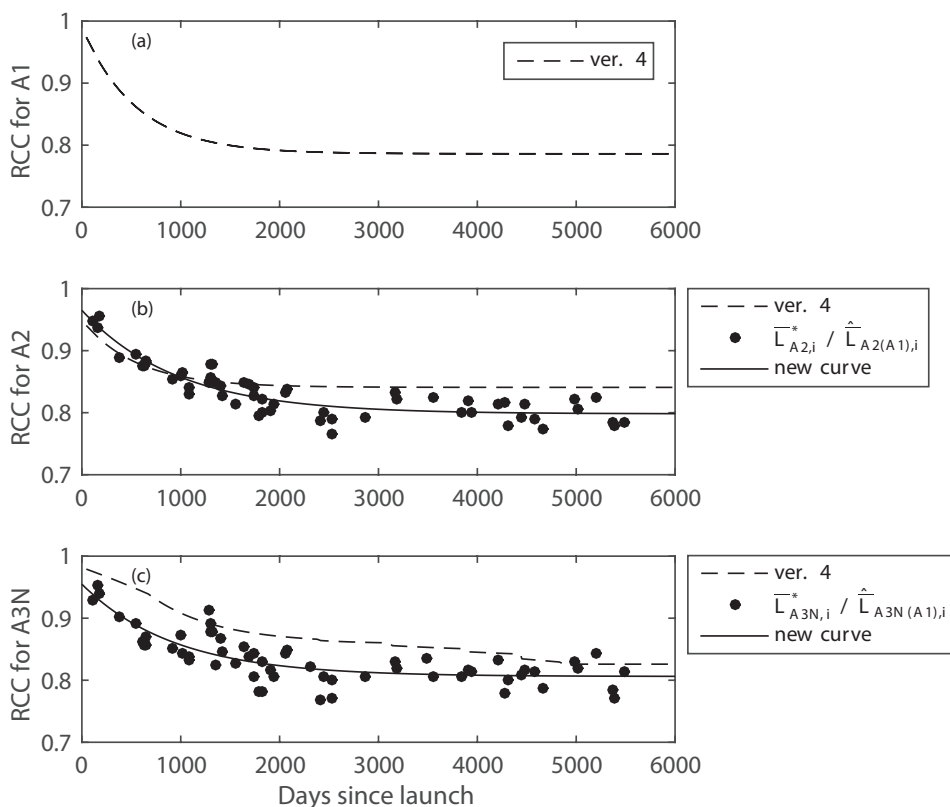 1
0.9
0.8
0.7
RCC for A1
(a)
ver. 4
0 1000 2000 3000 4000 5000 6000
1
0.9
0.8
0.7
RCC for A2
(b)
ver. 4
L̅*A2,i / L̅̂A2(A1),i
new curve
0 1000 2000 3000 4000 5000 6000
1
0.9
0.8
0.7
RCC for A3N
(c)
ver. 4
L̅*A3N,i / L̅̂A3N(A1),i
new curve
0 1000 2000 3000 4000 5000 6000
Days since launch